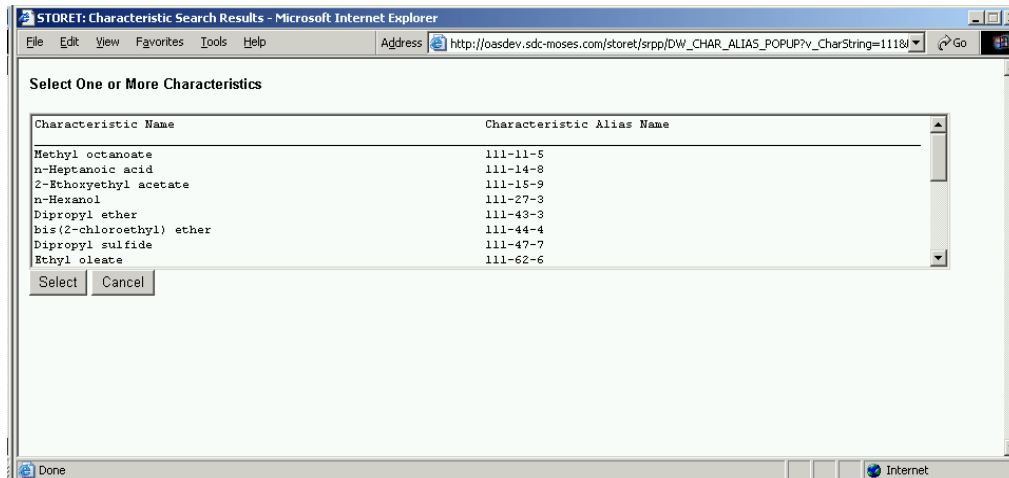 STORET: Characteristic Search Results - Microsoft Internet Explorer
File Edit View Favorites Tools Help Address http://oasdev.sdc-moses.com/storet/srpp/DW_CHAR_ALIAS_POPUP?v_CharString=111& Go
Select One or More Characteristics
Characteristic Name Characteristic Alias Name
Methyl octanoate 111-11-5
n-Heptanoic acid 111-14-8
2-Ethoxyethyl acetate 111-15-9
n-Hexanol 111-27-3
Dipropyl ether 111-43-3
bis(2-chloroethyl) ether 111-44-4
Dipropyl sulfide 111-47-7
Ethyl oleate 111-62-6
Select Cancel
Done Internet